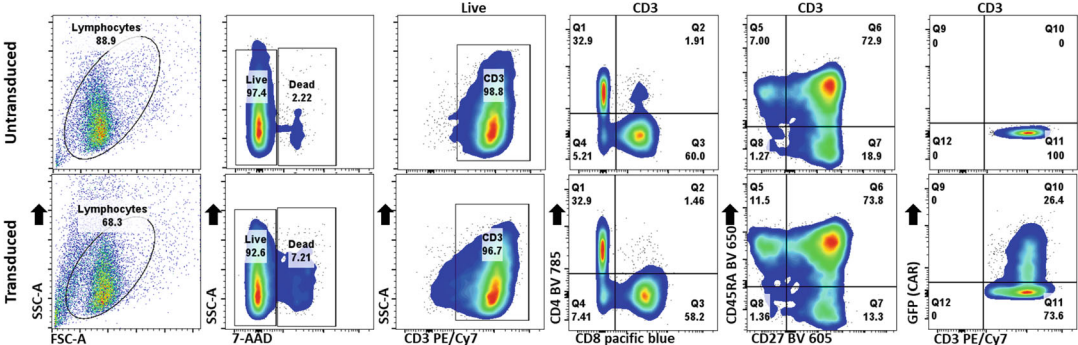 Live
CD3
CD3
CD3
Untransduced
Lymphocytes
88.9
Live
97.4
Dead
2.22
CD3
98.8
Q1
32.9
Q2
1.91
Q4
5.21
Q3
60.0
Q5
7.00
Q6
72.9
Q8
1.27
Q7
18.9
Q9
0
Q10
0
Q12
0
Q11
100
Transduced
Lymphocytes
68.3
Live
92.6
Dead
7.21
CD3
96.7
Q1
32.9
Q2
1.46
Q4
7.41
Q3
58.2
Q5
11.5
Q6
73.8
Q8
1.36
Q7
13.3
Q9
0
Q10
26.4
Q12
0
Q11
73.6
SSC-A
SSC-A
SSC-A
CD4 BV 785
CD45RA BV 650
GFP (CAR)
FSC-A
7-AAD
CD3 PE/Cy7
CD8 pacific blue
CD27 BV 605
CD3 PE/Cy7